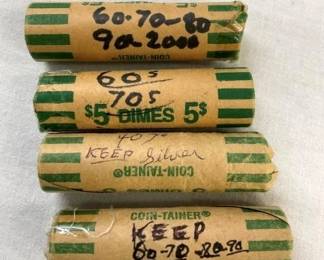 60-70-80
90-2000
60s
70s
$5 DIMES 5$
40's
KEEP Silver
COIN-TAINER®
COIN-TAINER®
KEEP
60-70-80-90